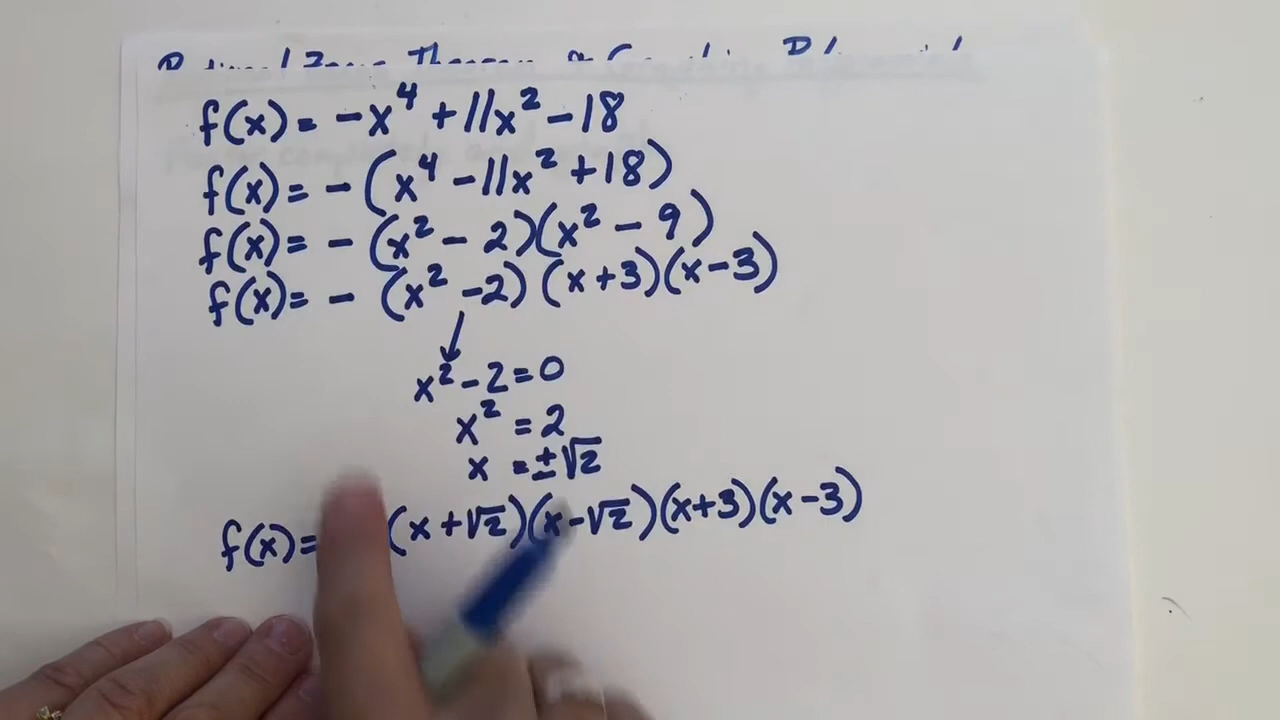 f(x) = -x⁴ + 11x² - 18
f(x) = - (x⁴ - 11x² + 18)
f(x) = - (x² - 2)(x² - 9)
f(x) = - (x² - 2)(x + 3)(x - 3)
x² - 2 = 0
x² = 2
x = ±√2
f(x) = (x + √2)(x - √2)(x + 3)(x - 3)